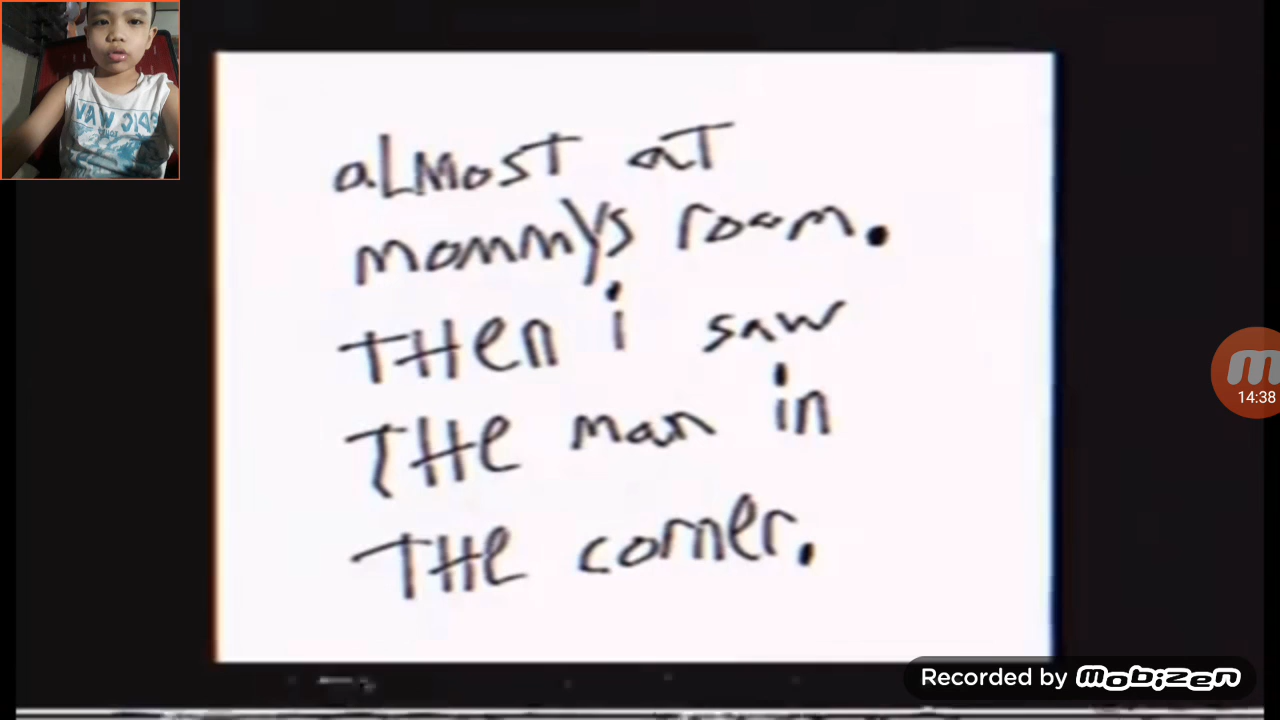 aLMosT aT
mommys room.
THen i saw
THe man in
THe corner.
14:38
Recorded by mobizen